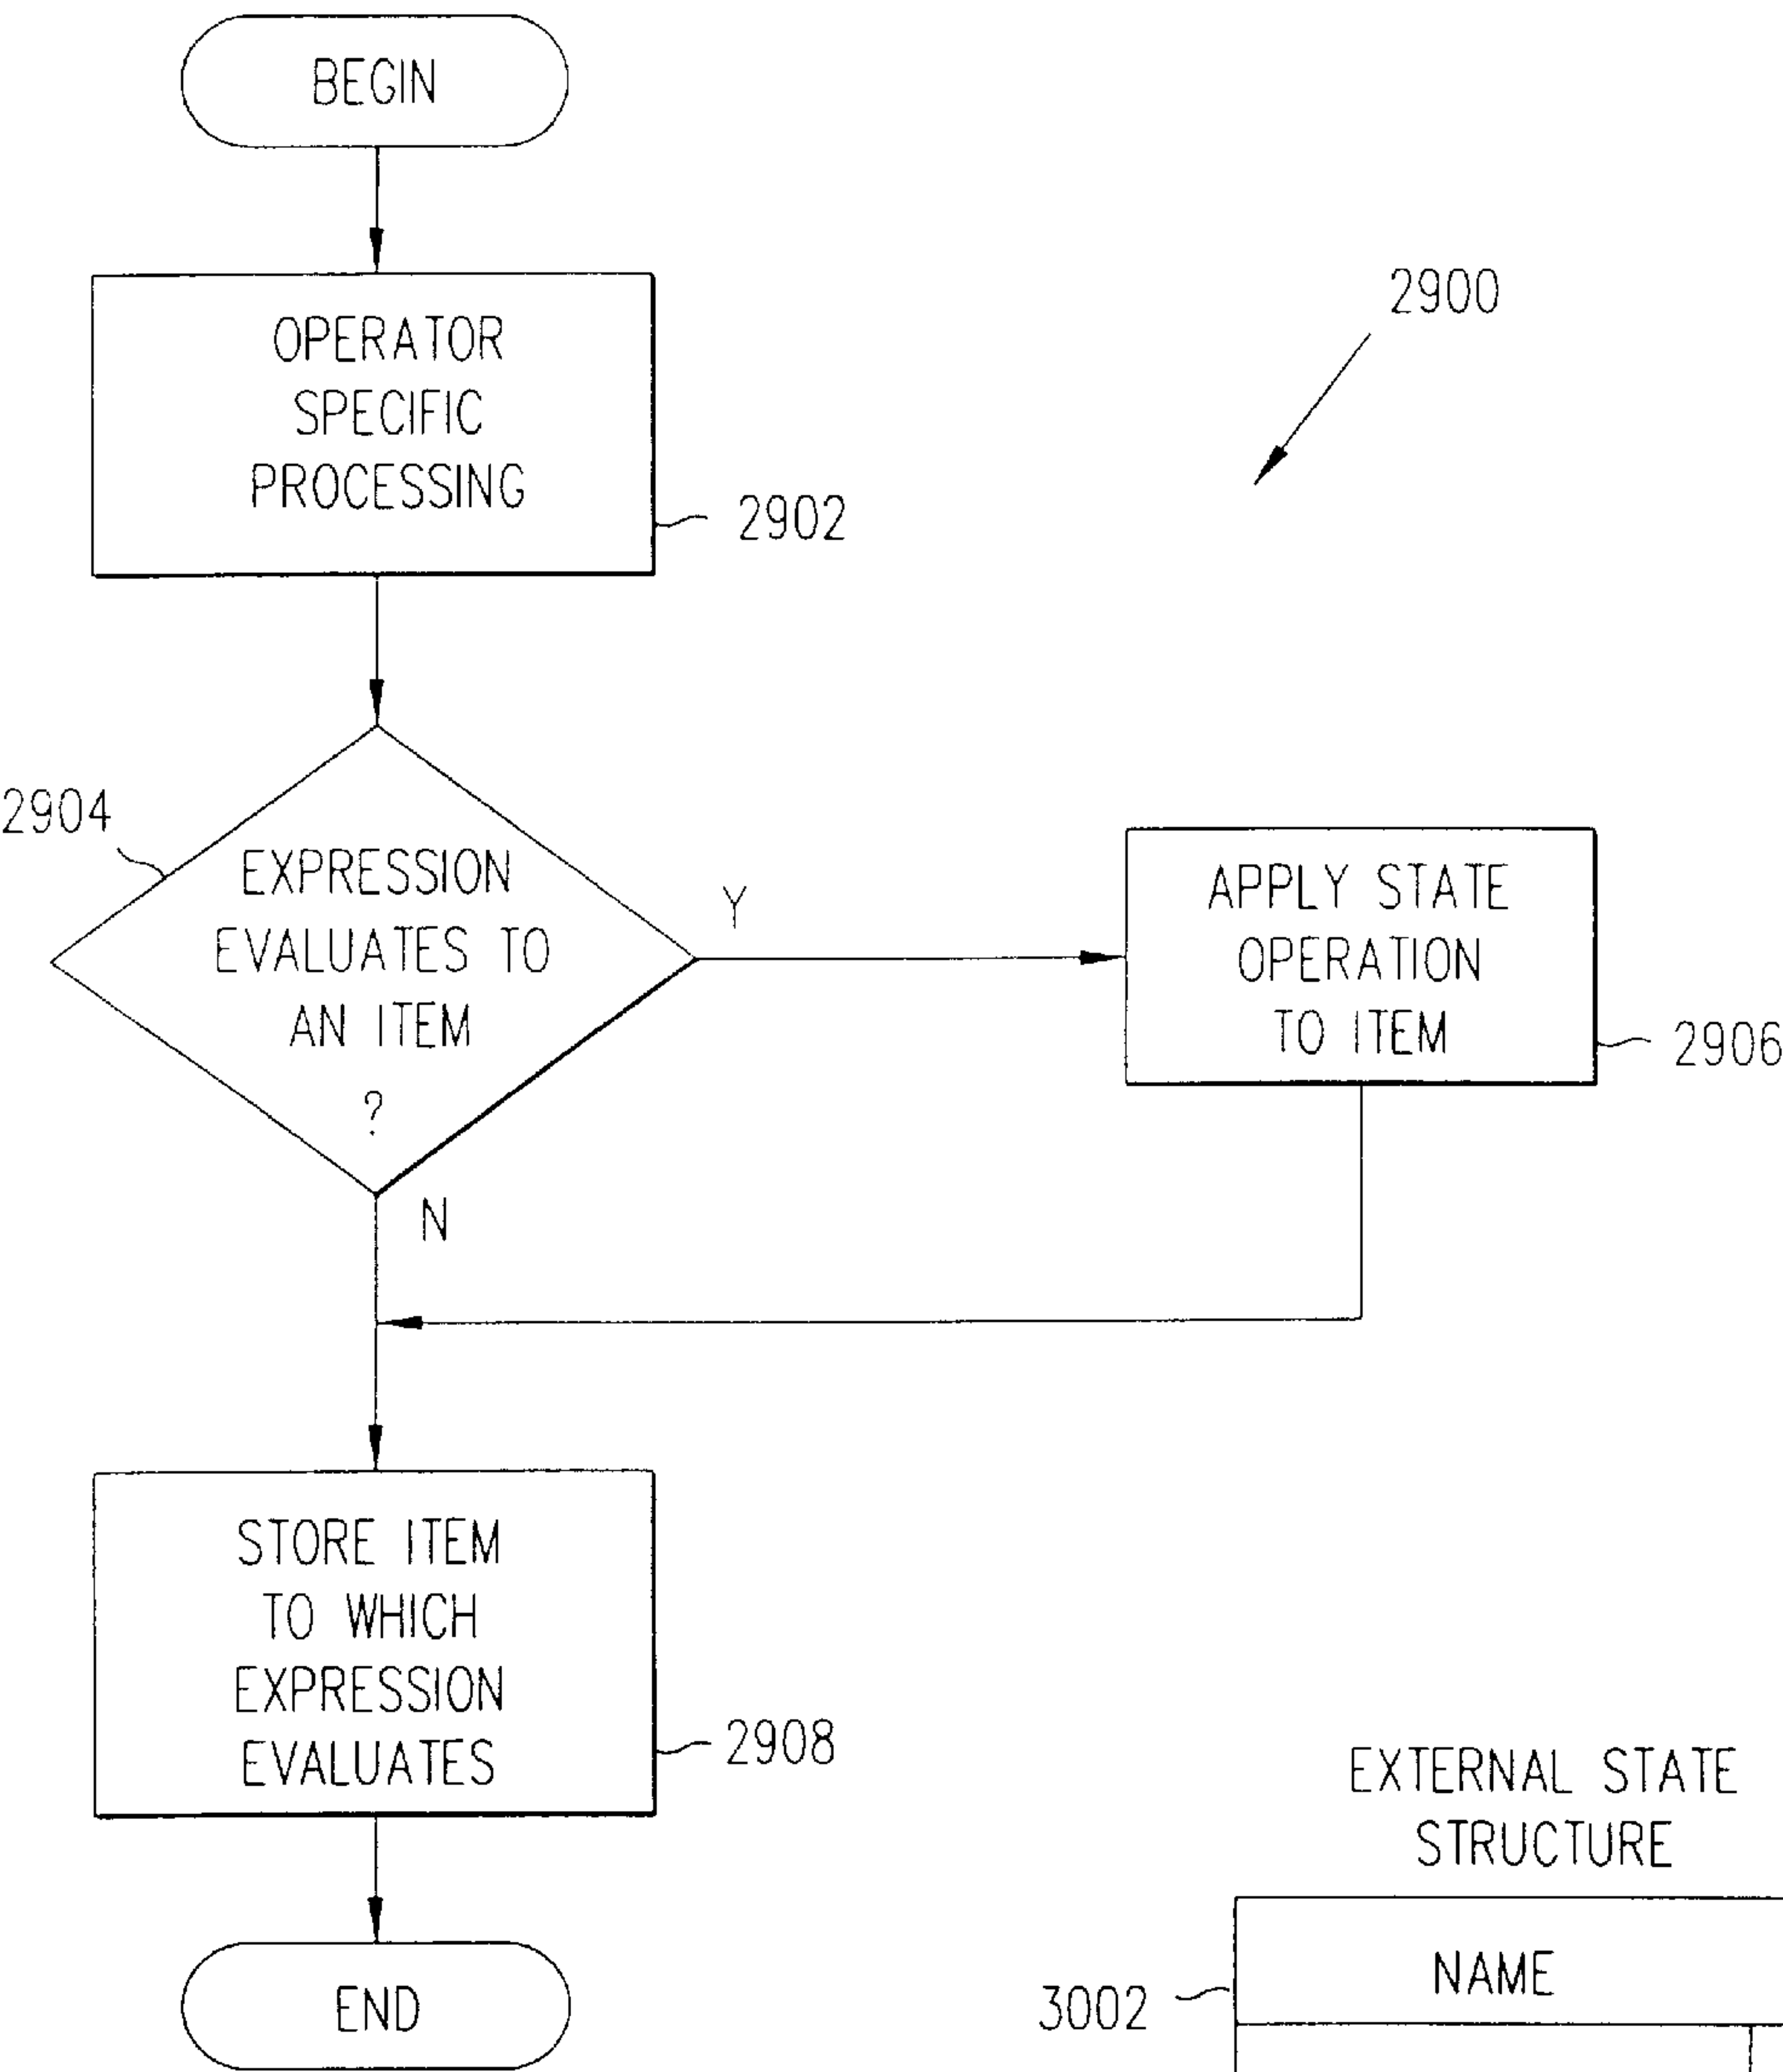 BEGIN
OPERATOR
SPECIFIC
PROCESSING
2902
2900
2904
EXPRESSION
EVALUATES TO
AN ITEM
?
Y
N
APPLY STATE
OPERATION
TO ITEM
2906
STORE ITEM
TO WHICH
EXPRESSION
EVALUATES
2908
END
EXTERNAL STATE
STRUCTURE
NAME
3002